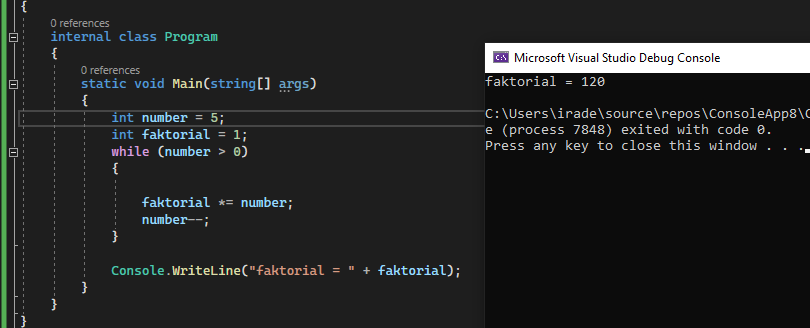 {
0 references
internal class Program
{
0 references
static void Main(string[] args)
{
int number = 5;
int faktorial = 1;
while (number > 0)
{
faktorial *= number;
number--;
}
Console.WriteLine("faktorial = " + faktorial);
}
}
}
Microsoft Visual Studio Debug Console
faktorial = 120
C:\Users\irade\source\repos\ConsoleApp8\C
e (process 7848) exited with code 0.
Press any key to close this window . . .